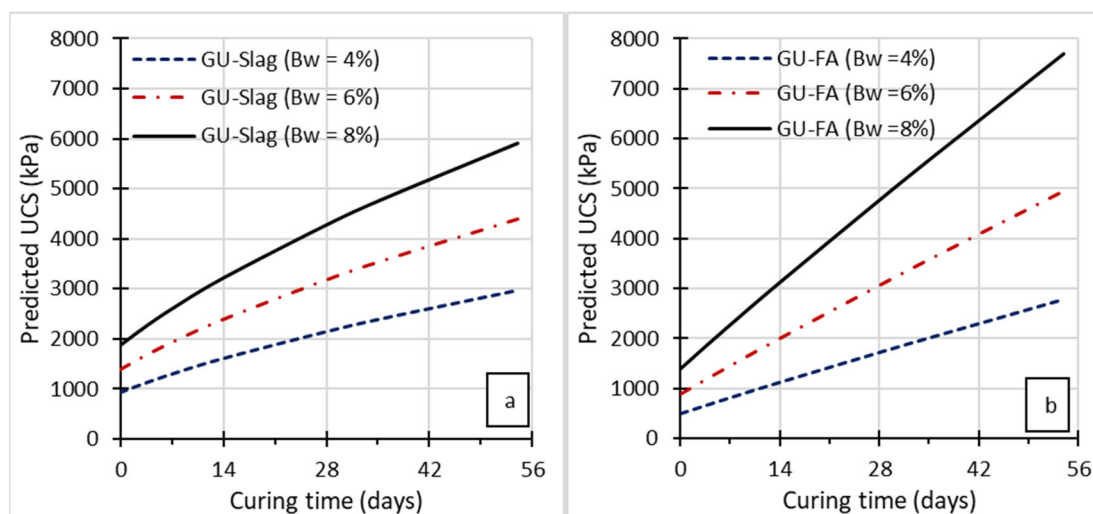 8000
7000
6000
5000
4000
3000
2000
1000
0
Predicted UCS (kPa)
GU-Slag (Bw = 4%)
GU-Slag (Bw = 6%)
GU-Slag (Bw = 8%)
a
0 14 28 42 56
Curing time (days)
8000
7000
6000
5000
4000
3000
2000
1000
0
Predicted UCS (kPa)
GU-FA (Bw =4%)
GU-FA (Bw =6%)
GU-FA (Bw =8%)
b
0 14 28 42 56
Curing time (days)